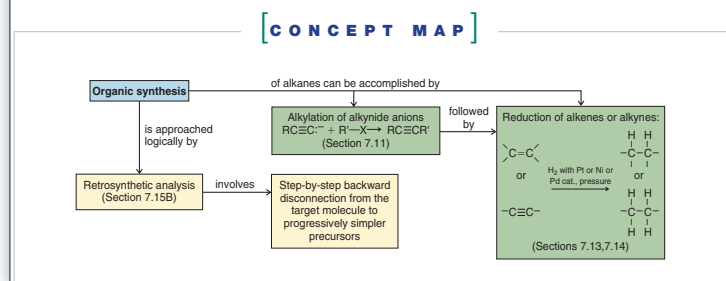 [CONCEPT MAP]
of alkanes can be accomplished by
Organic synthesis
Alkylation of alkynide anions
RC≡C:⁻ + R'—X→ RC≡CR'
(Section 7.11)
followed
by
Reduction of alkenes or alkynes:
H H
C=C
-C-C-
or
H₂ with Pt or Ni or
Pd cat., pressure
or
H H
-C≡C-
-C-C-
H H
(Sections 7.13,7.14)
is approached
logically by
Retrosynthetic analysis
(Section 7.15B)
involves
Step-by-step backward
disconnection from the
target molecule to
progressively simpler
precursors